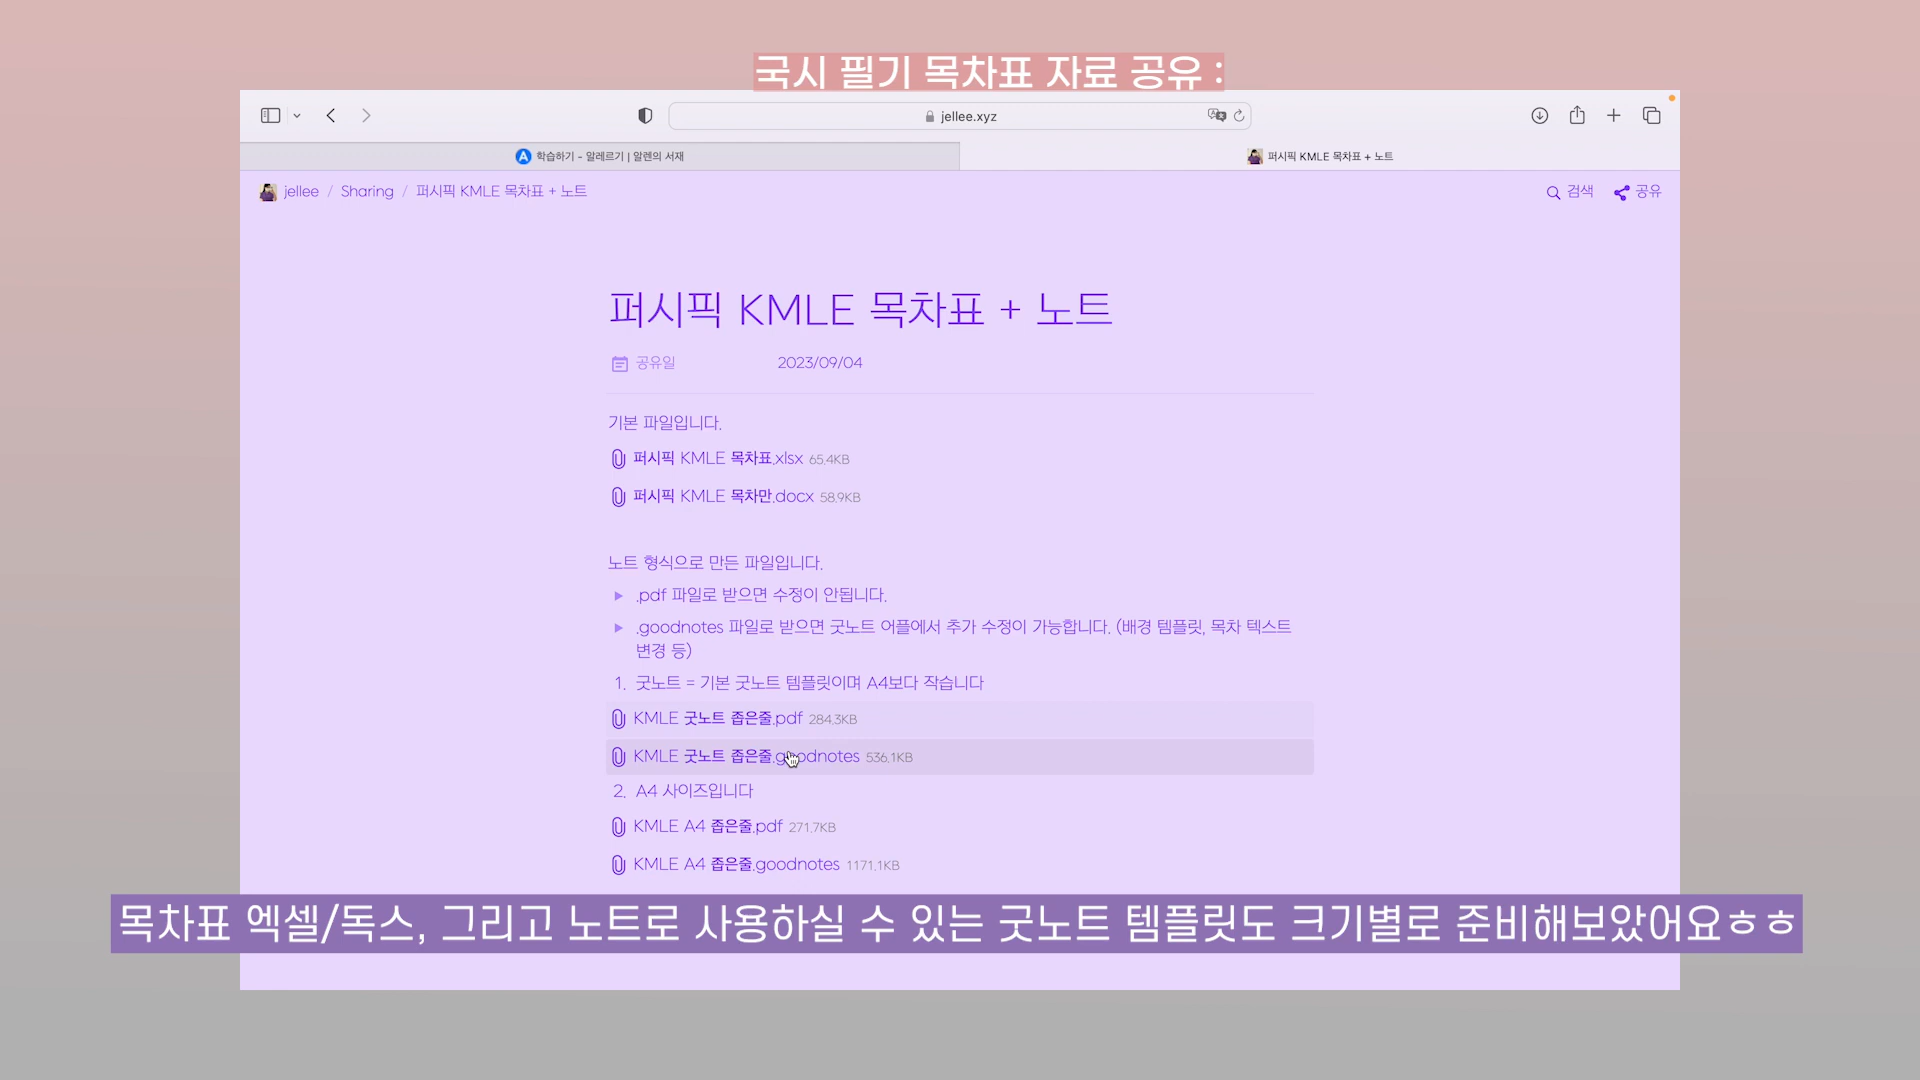 국시 필기 목차표 자료 공유 :
jellee.xyz
학습하기 - 알레르기 | 알렌의 서재
퍼시픽 KMLE 목차표 + 노트
jellee / Sharing / 퍼시픽 KMLE 목차표 + 노트
검색
공유
퍼시픽 KMLE 목차표 + 노트
공유일 2023/09/04
기본 파일입니다.
퍼시픽 KMLE 목차표.xlsx 65.4KB
퍼시픽 KMLE 목차만.docx 58.9KB
노트 형식으로 만든 파일입니다.
.pdf 파일로 받으면 수정이 안됩니다.
.goodnotes 파일로 받으면 굿노트 어플에서 추가 수정이 가능합니다. (배경 템플릿, 목차 텍스트
변경 등)
1. 굿노트 = 기본 굿노트 템플릿이며 A4보다 작습니다
KMLE 굿노트 좁은줄.pdf 284.3KB
KMLE 굿노트 좁은줄.goodnotes 536.1KB
2. A4 사이즈입니다
KMLE A4 좁은줄.pdf 271.7KB
KMLE A4 좁은줄.goodnotes 1171.1KB
목차표 엑셀/독스, 그리고 노트로 사용하실 수 있는 굿노트 템플릿도 크기별로 준비해보았어요ㅎㅎ